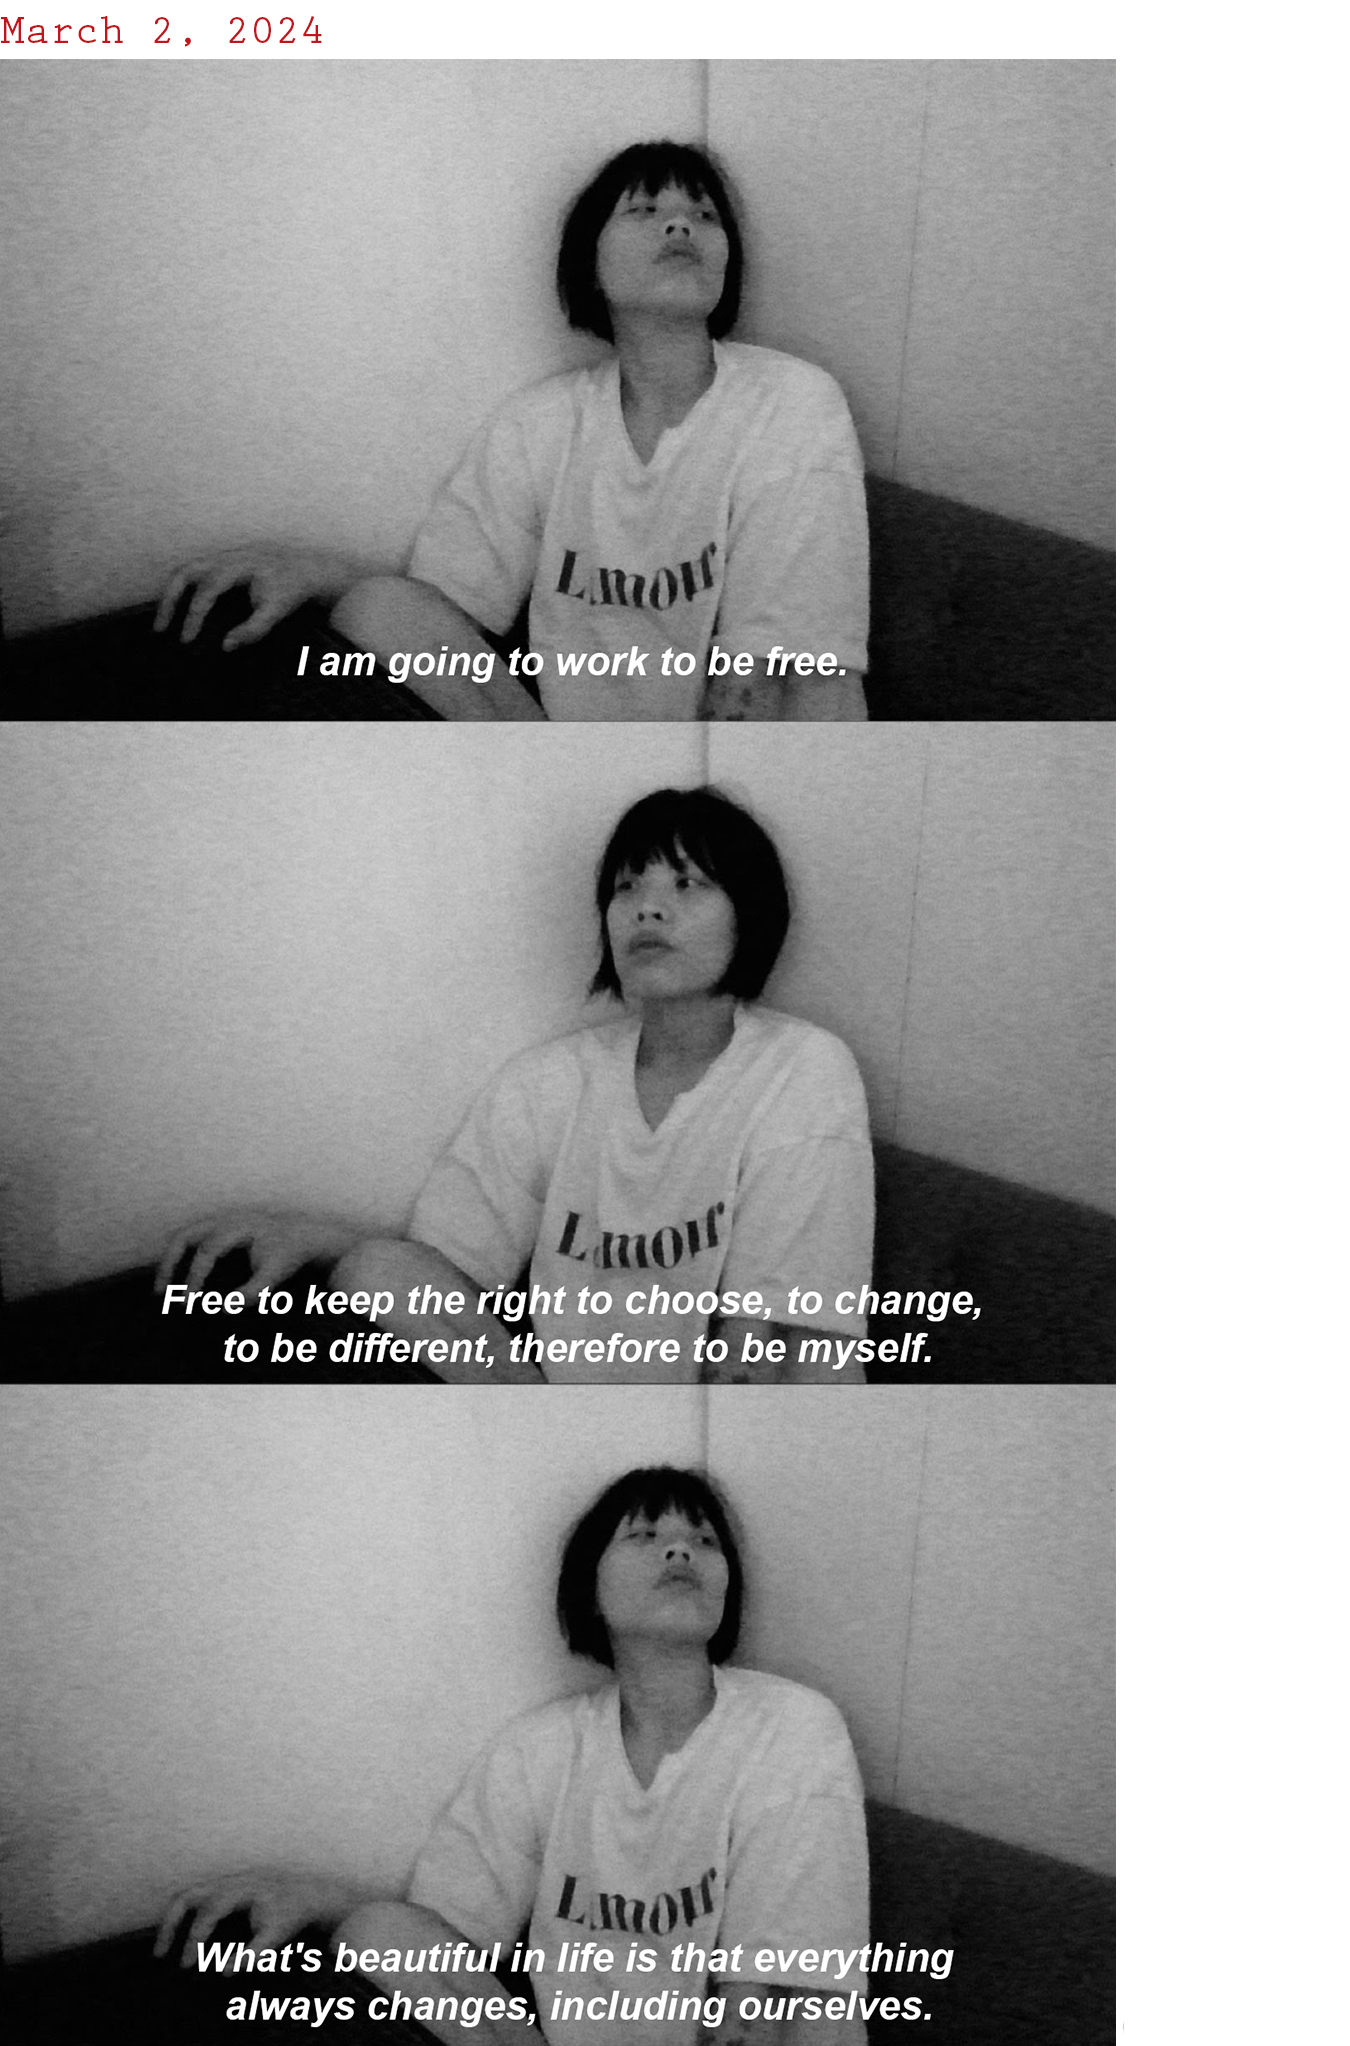 March 2, 2024
I am going to work to be free.
Free to keep the right to choose, to change,
to be different, therefore to be myself.
What's beautiful in life is that everything
always changes, including ourselves.